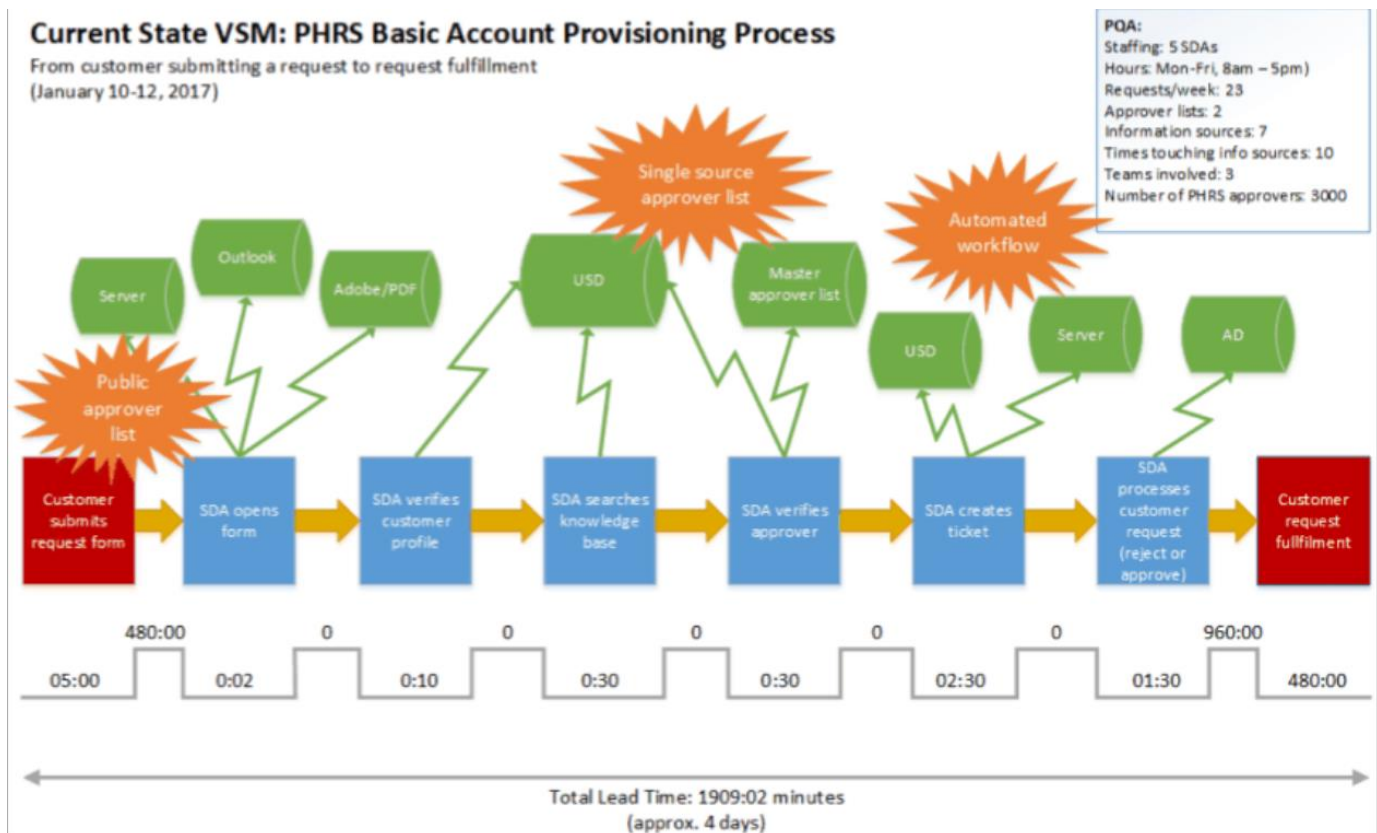 Current State VSM: PHRS Basic Account Provisioning Process
From customer submitting a request to request fulfillment
(January 10-12, 2017)
PQA:
Staffing: 5 SDAs
Hours: Mon-Fri, 8am – 5pm)
Requests/week: 23
Approver lists: 2
Information sources: 7
Times touching info sources: 10
Teams involved: 3
Number of PHRS approvers: 3000
Single source
approver list
Automated
workflow
Public
approver
list
Server
Outlook
Adobe/PDF
USD
Master
approver list
USD
Server
AD
Customer
submits
request form
SDA opens
form
SDA verifies
customer
profile
SDA searches
knowledge
base
SDA verifies
approver
SDA creates
ticket
SDA
processes
customer
request
(reject or
approve)
Customer
request
fullfilment
480:00 0 0 0 0 0 960:00
05:00 0:02 0:10 0:30 0:30 02:30 01:30 480:00
Total Lead Time: 1909:02 minutes
(approx. 4 days)